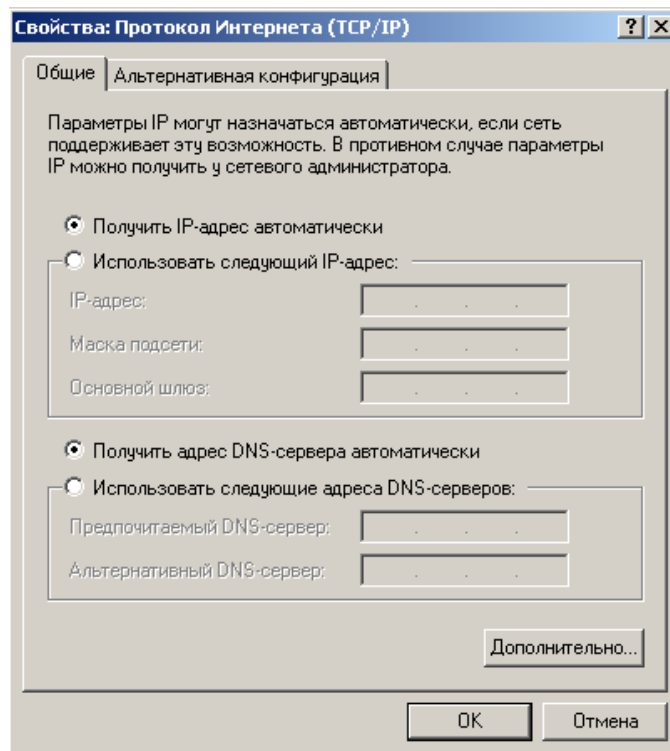 Свойства: Протокол Интернета (TCP/IP)
Общие
Альтернативная конфигурация
Параметры IP могут назначаться автоматически, если сеть
поддерживает эту возможность. В противном случае параметры
IP можно получить у сетевого администратора.
Получить IP-адрес автоматически
Использовать следующий IP-адрес:
IP-адрес:
Маска подсети:
Основной шлюз:
Получить адрес DNS-сервера автоматически
Использовать следующие адреса DNS-серверов:
Предпочитаемый DNS-сервер:
Альтернативный DNS-сервер:
Дополнительно...
OK
Отмена